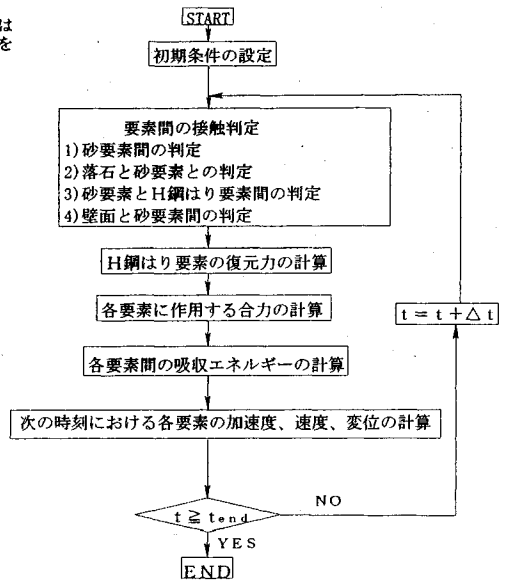 は
を
START
初期条件の設定
要素間の接触判定
1)砂要素間の判定
2)落石と砂要素との判定
3)砂要素とH鋼はり要素間の判定
4)壁面と砂要素間の判定
H鋼はり要素の復元力の計算
各要素に作用する合力の計算
t=t+△t
各要素間の吸収エネルギーの計算
次の時刻における各要素の加速度、速度、変位の計算
NO
t≧tend
YES
END